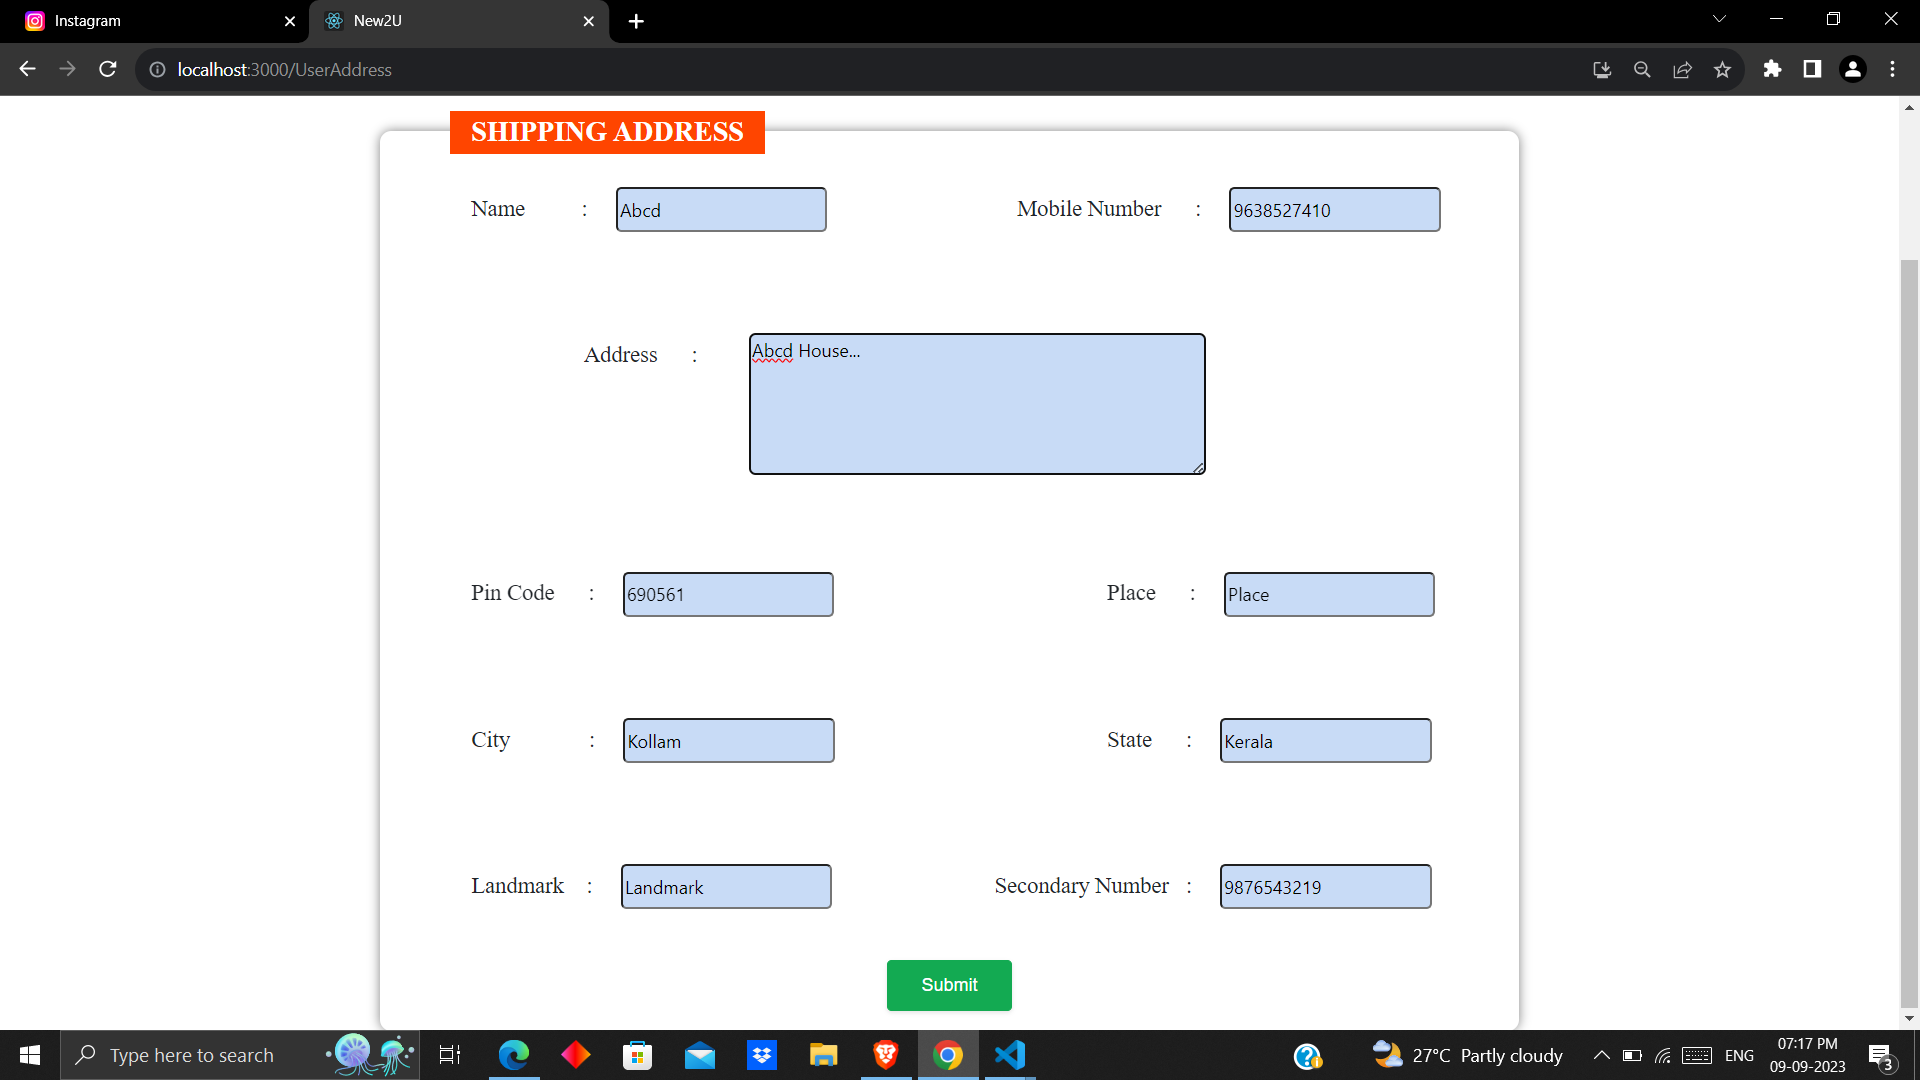 Instagram
New2U
localhost:3000/UserAddress
SHIPPING ADDRESS
Name : Abcd
Mobile Number : 9638527410
Address : Abcd House...
Pin Code : 690561
Place : Place
City : Kollam
State : Kerala
Landmark : Landmark
Secondary Number : 9876543219
Submit
Type here to search
27°C Partly cloudy
ENG
07:17 PM
09-09-2023
3